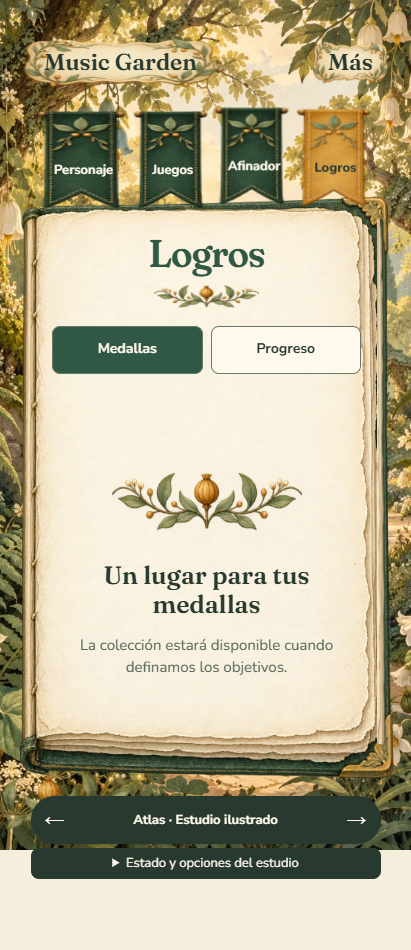 Music Garden
Más
Personaje
Juegos
Afinador
Logros
Logros
Medallas
Progreso
Un lugar para tus
medallas
La colección estará disponible cuando
definamos los objetivos.
← Atlas · Estudio ilustrado →
▶ Estado y opciones del estudio